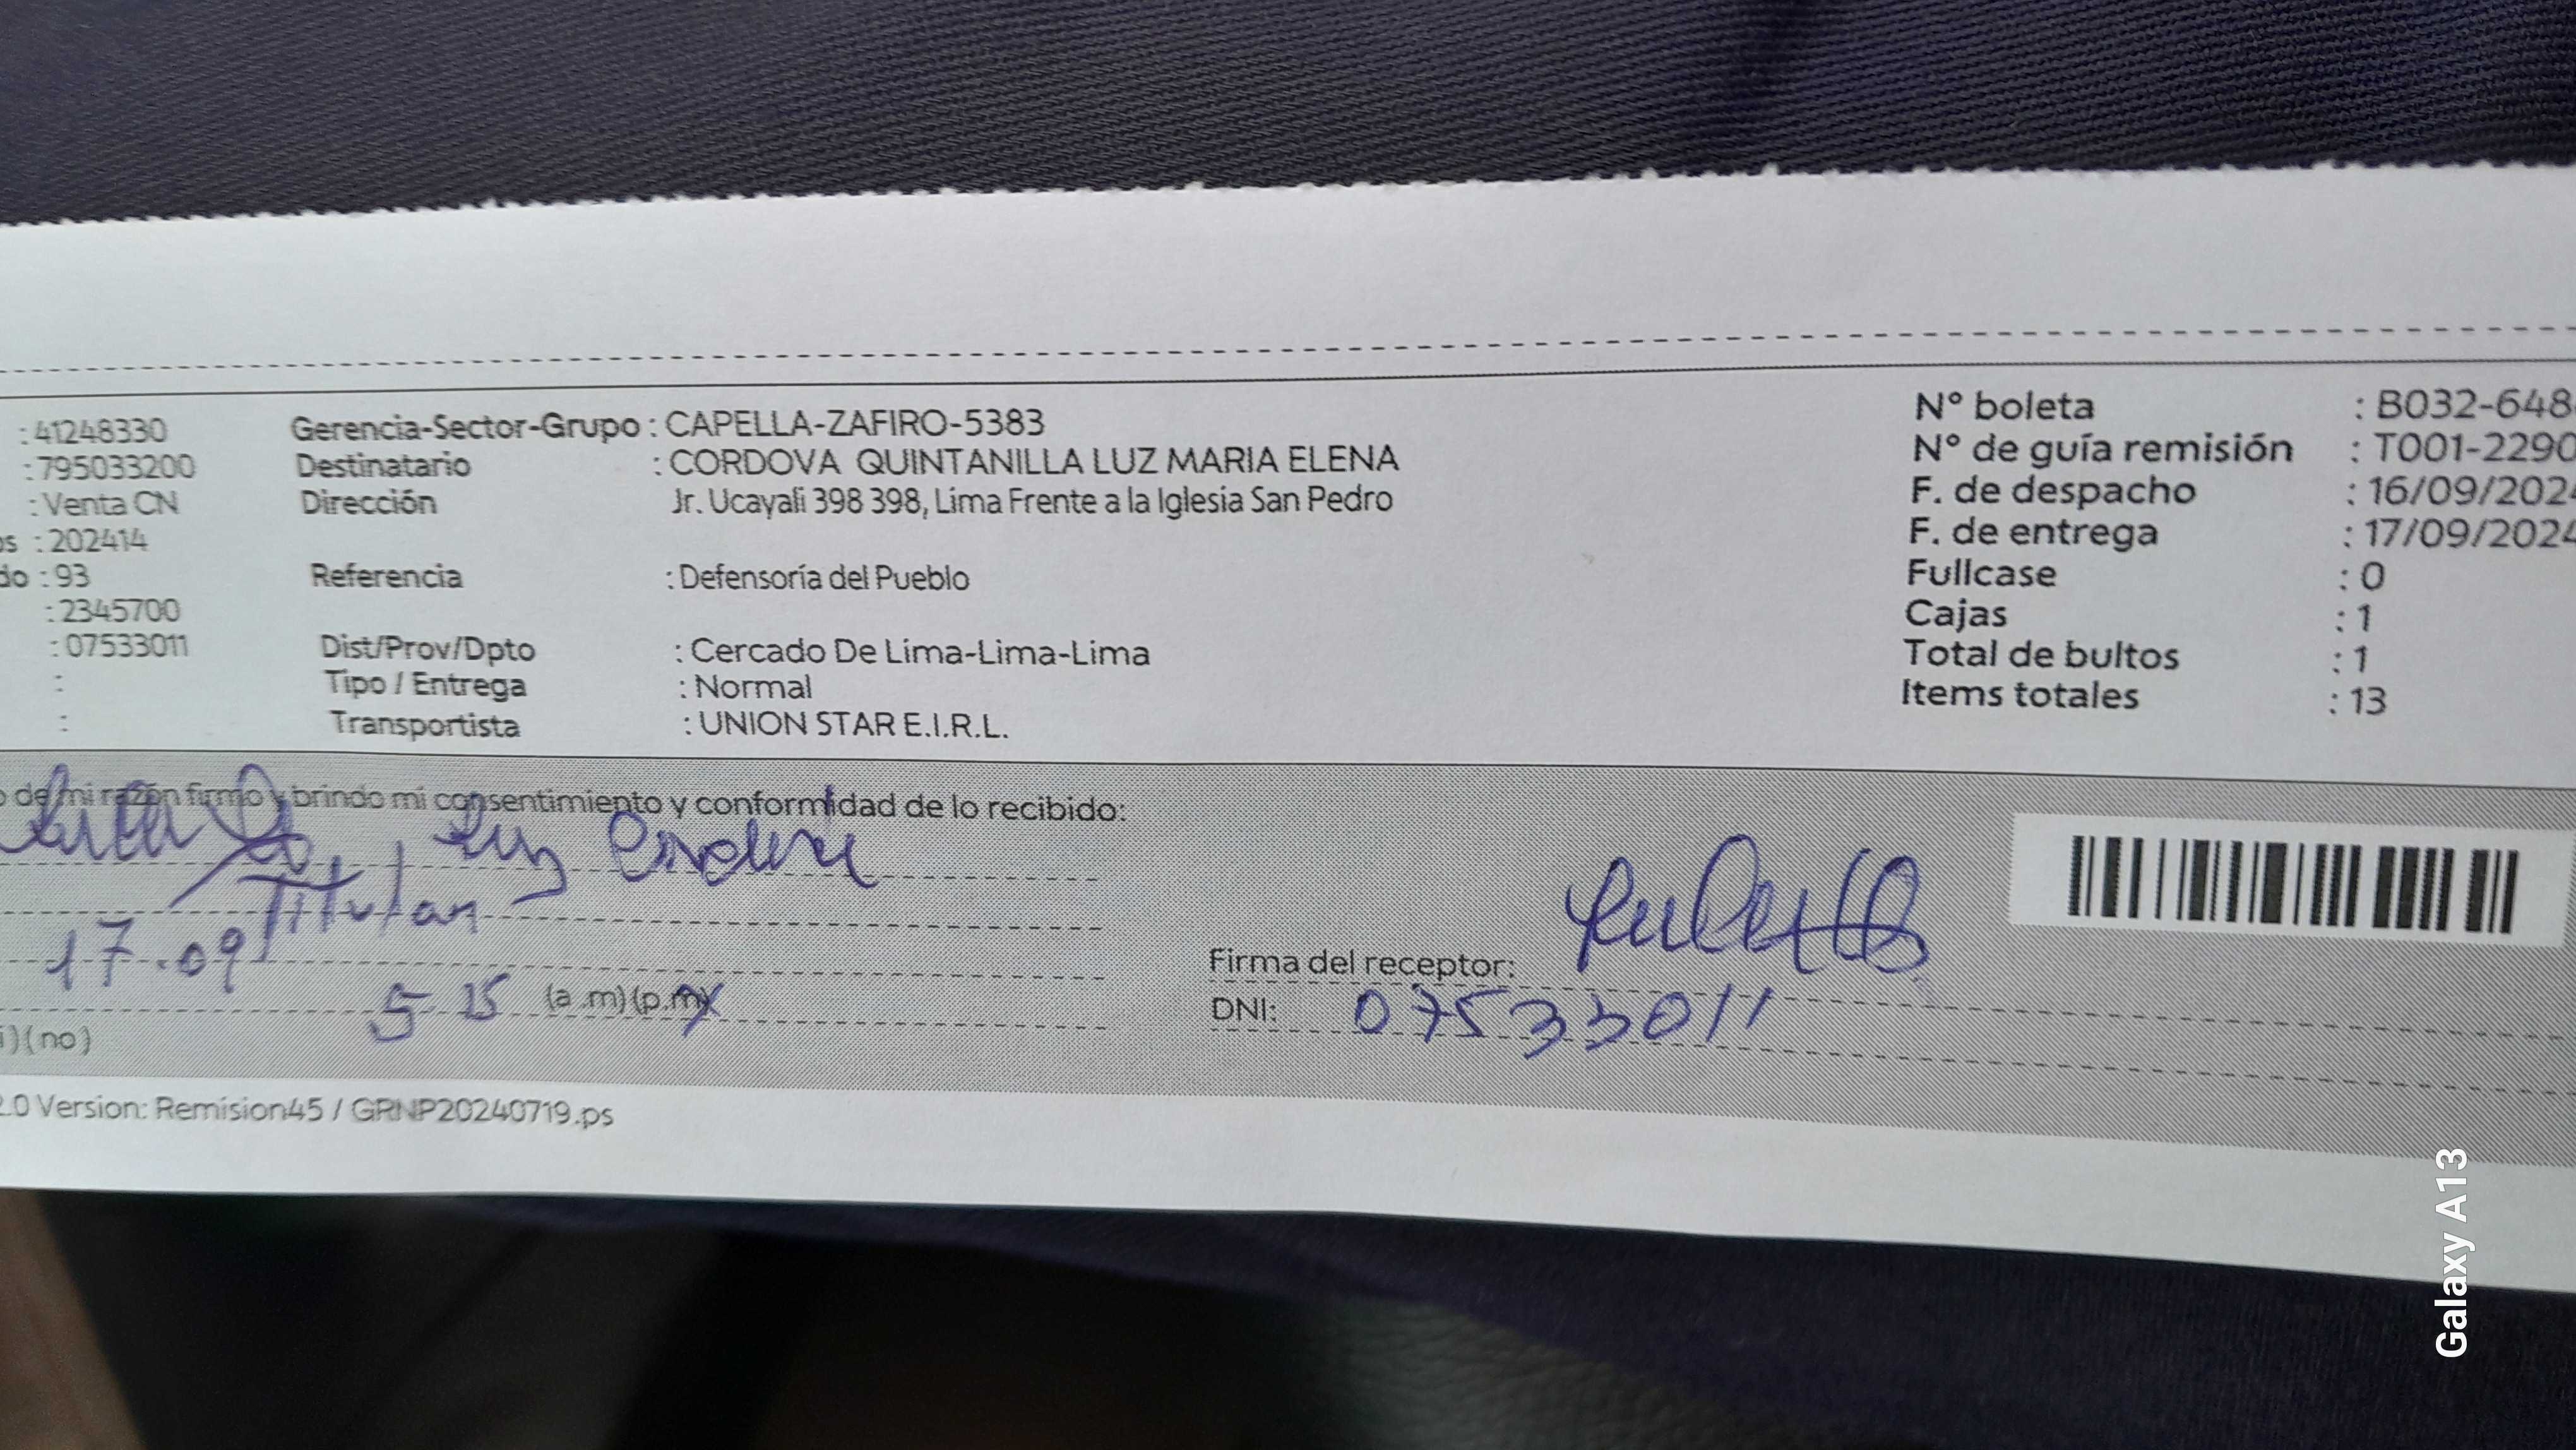 : 41248330 Gerencia-Sector-Grupo : CAPELLA-ZAFIRO-5383 N° boleta : B032-648
: 795033200 Destinatario : CORDOVA QUINTANILLA LUZ MARIA ELENA N° de guía remisión : T001-2290
: Venta CN Dirección Jr. Ucayali 398 398, Lima Frente a la Iglesia San Pedro F. de despacho : 16/09/202
os : 202414 F. de entrega : 17/09/2024
do : 93 Referencia : Defensoría del Pueblo Fullcase : 0
: 2345700 Cajas : 1
: 07533011 Dist/Prov/Dpto : Cercado De Lima-Lima-Lima Total de bultos : 1
: Tipo / Entrega : Normal Items totales : 13
: Transportista : UNION STAR E.I.R.L.
o de mi razón firmo y brindo mi consentimiento y conformidad de lo recibido:
Luz
Titular
17.09
Firma del receptor:
5 15 (a.m)(p.m)
DNI: 07533011
i)(no)
2.0 Version: Remision45 / GRNP20240719.ps
Galaxy A13